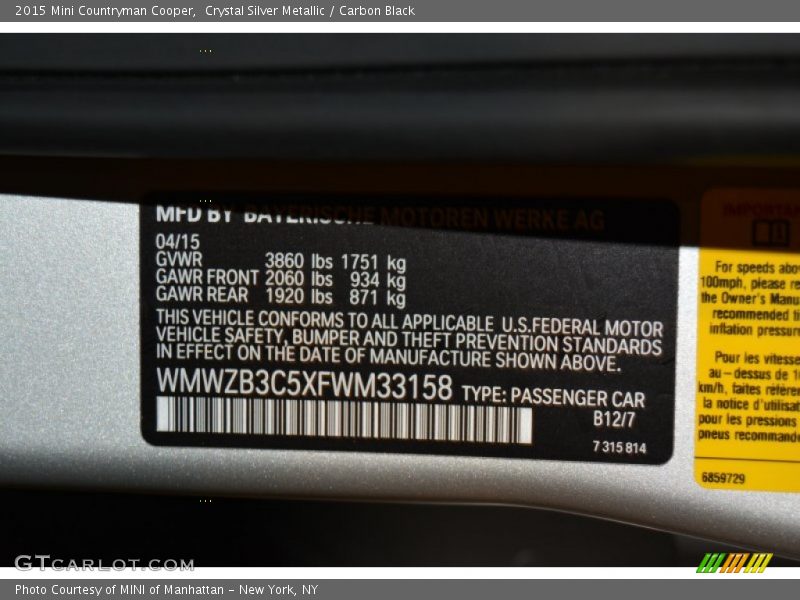 2015 Mini Countryman Cooper,  Crystal Silver Metallic / Carbon Black
MFD BY BAYERISCHE MOTOREN WERKE AG
04/15
GVWR 3860 lbs 1751 kg
GAWR FRONT 2060 lbs 934 kg
GAWR REAR 1920 lbs 871 kg
THIS VEHICLE CONFORMS TO ALL APPLICABLE U.S.FEDERAL MOTOR
VEHICLE SAFETY, BUMPER AND THEFT PREVENTION STANDARDS
IN EFFECT ON THE DATE OF MANUFACTURE SHOWN ABOVE.
WMWZB3C5XFWM33158 TYPE: PASSENGER CAR
B12/7
7 315 814
IMPORTAN
For speeds abov
100mph, please re
the Owner's Manu
recommended ti
inflation pressure
Pour les vitesse
au-dessus de 1
km/h, faites référen
la notice d'utilisat
pour les pressions
pneus recommand
6859729
GTCARLOT.COM
Photo Courtesy of MINI of Manhattan - New York, NY